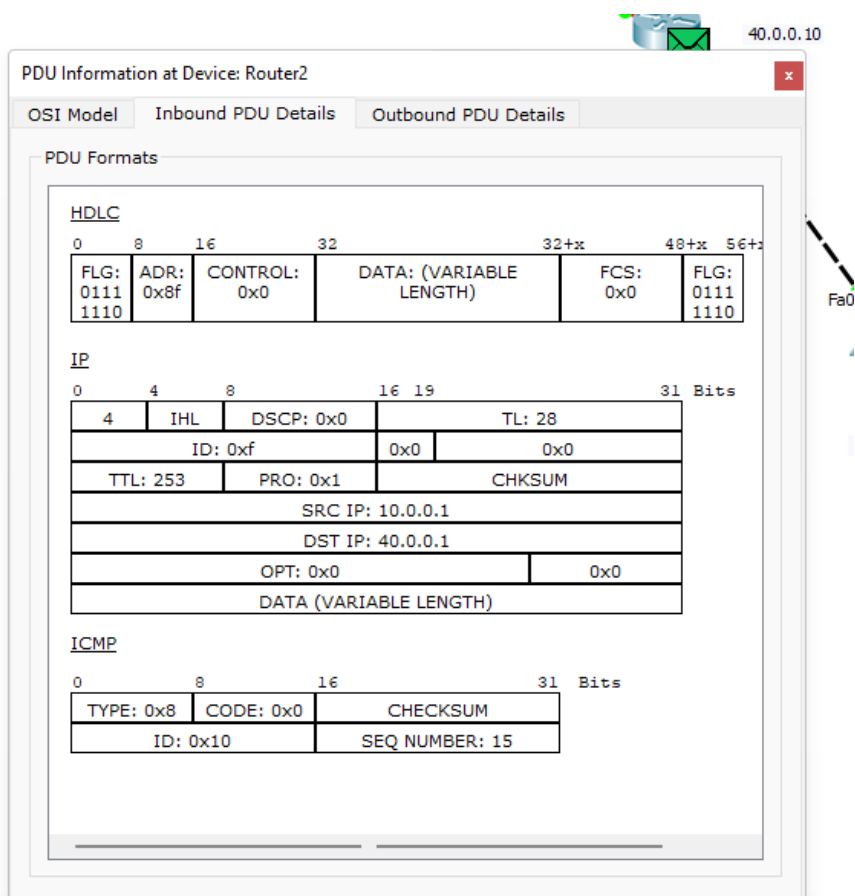 40.0.0.10
PDU Information at Device: Router2
x
OSI Model Inbound PDU Details Outbound PDU Details
PDU Formats
HDLC
0 8 16 32 32+x 48+x 56+x
FLG: 0111 1110 ADR: 0x8f CONTROL: 0x0 DATA: (VARIABLE LENGTH) FCS: 0x0 FLG: 0111 1110
Fa0
IP
0 4 8 16 19 31 Bits
4 IHL DSCP: 0x0 TL: 28
ID: 0xf 0x0 0x0
TTL: 253 PRO: 0x1 CHKSUM
SRC IP: 10.0.0.1
DST IP: 40.0.0.1
OPT: 0x0 0x0
DATA (VARIABLE LENGTH)
ICMP
0 8 16 31 Bits
TYPE: 0x8 CODE: 0x0 CHECKSUM
ID: 0x10 SEQ NUMBER: 15